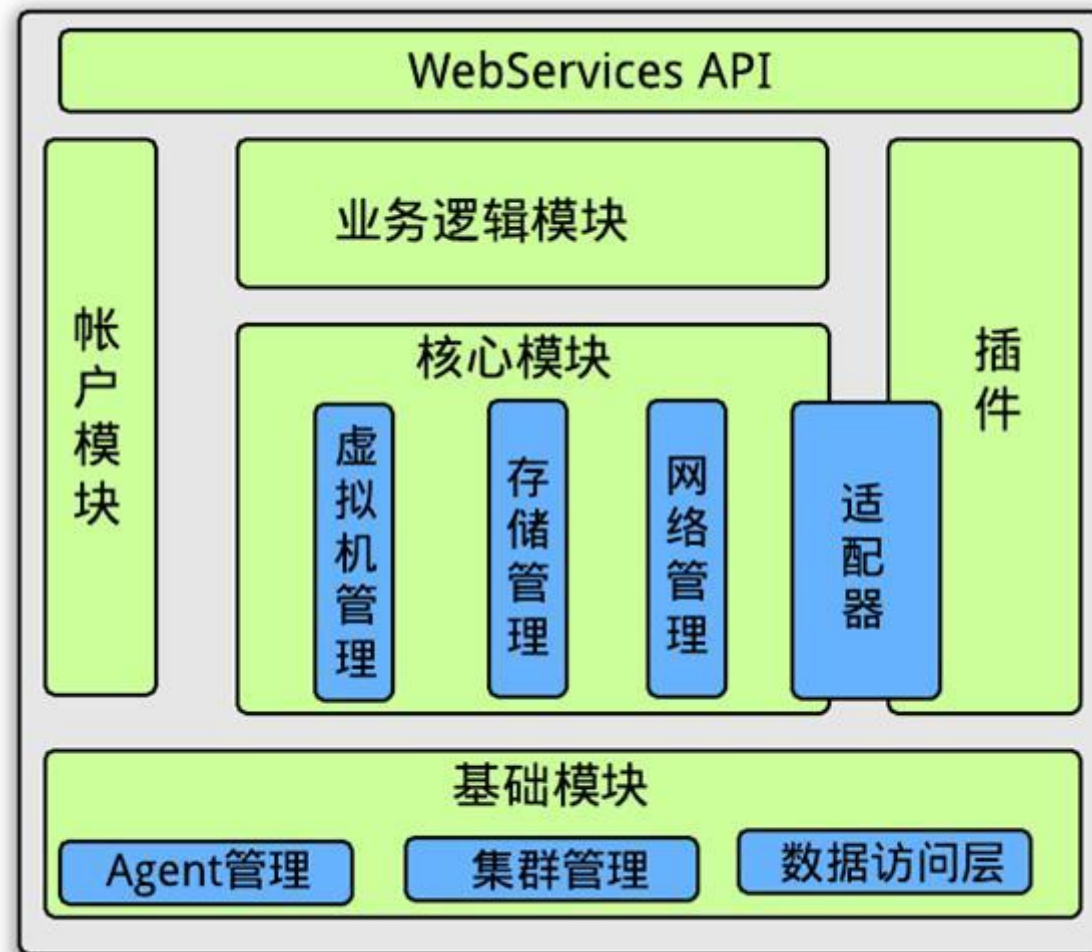 WebServices API
帐户模块
业务逻辑模块
核心模块
虚拟机管理
存储管理
网络管理
适配器
插件
基础模块
Agent管理
集群管理
数据访问层